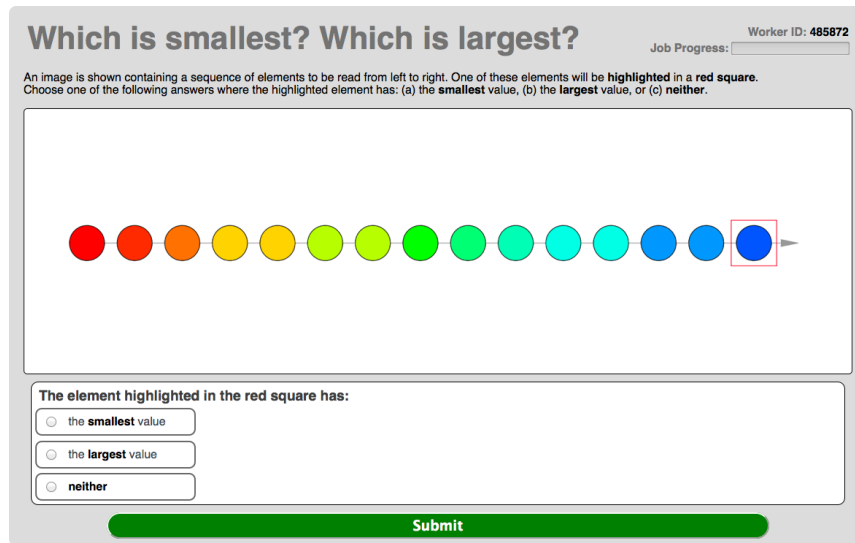 Which is smallest? Which is largest?
Worker ID: 485872
Job Progress:
An image is shown containing a sequence of elements to be read from left to right. One of these elements will be highlighted in a red square.
Choose one of the following answers where the highlighted element has: (a) the smallest value, (b) the largest value, or (c) neither.
The element highlighted in the red square has:
the smallest value
the largest value
neither
Submit